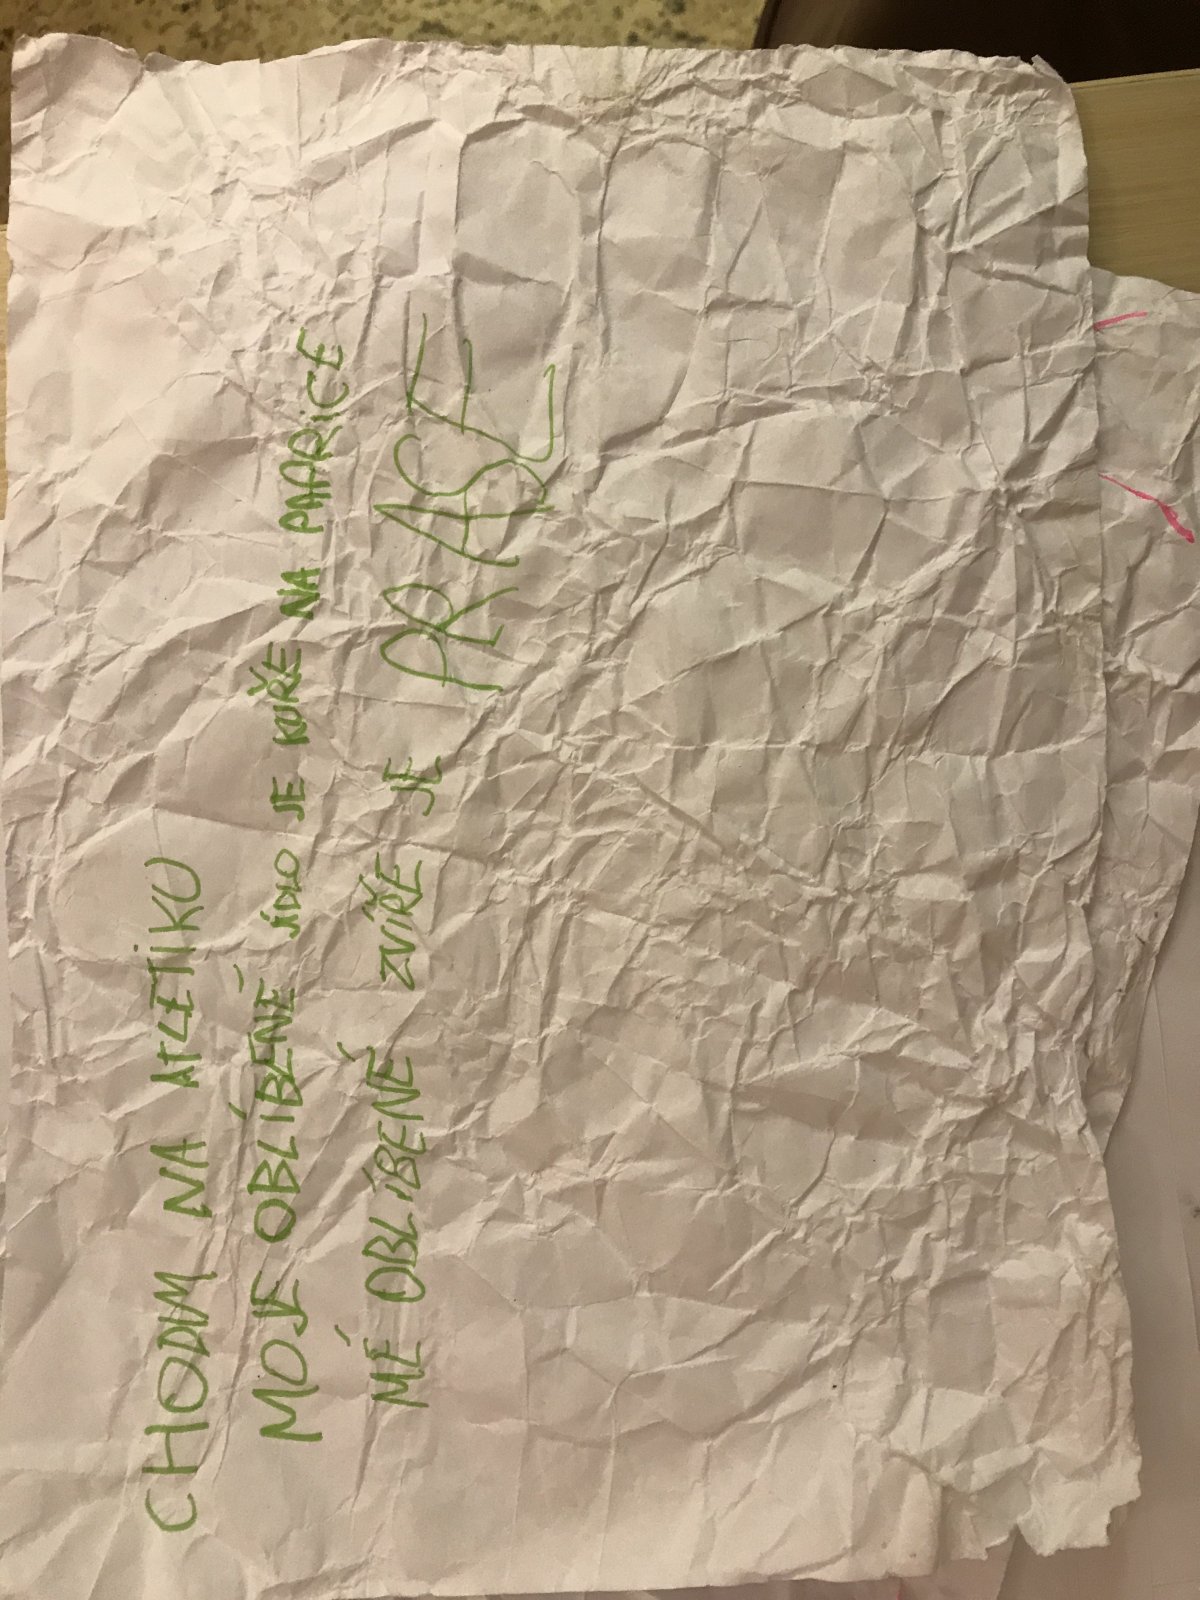 CHODIM NA ATLETIKU
MOJE OBLÍBENÉ JÍDLO JE KUŘE NA PAPRICE
MÉ OBLÍBENÉ ZVÍŘE JE PRASE